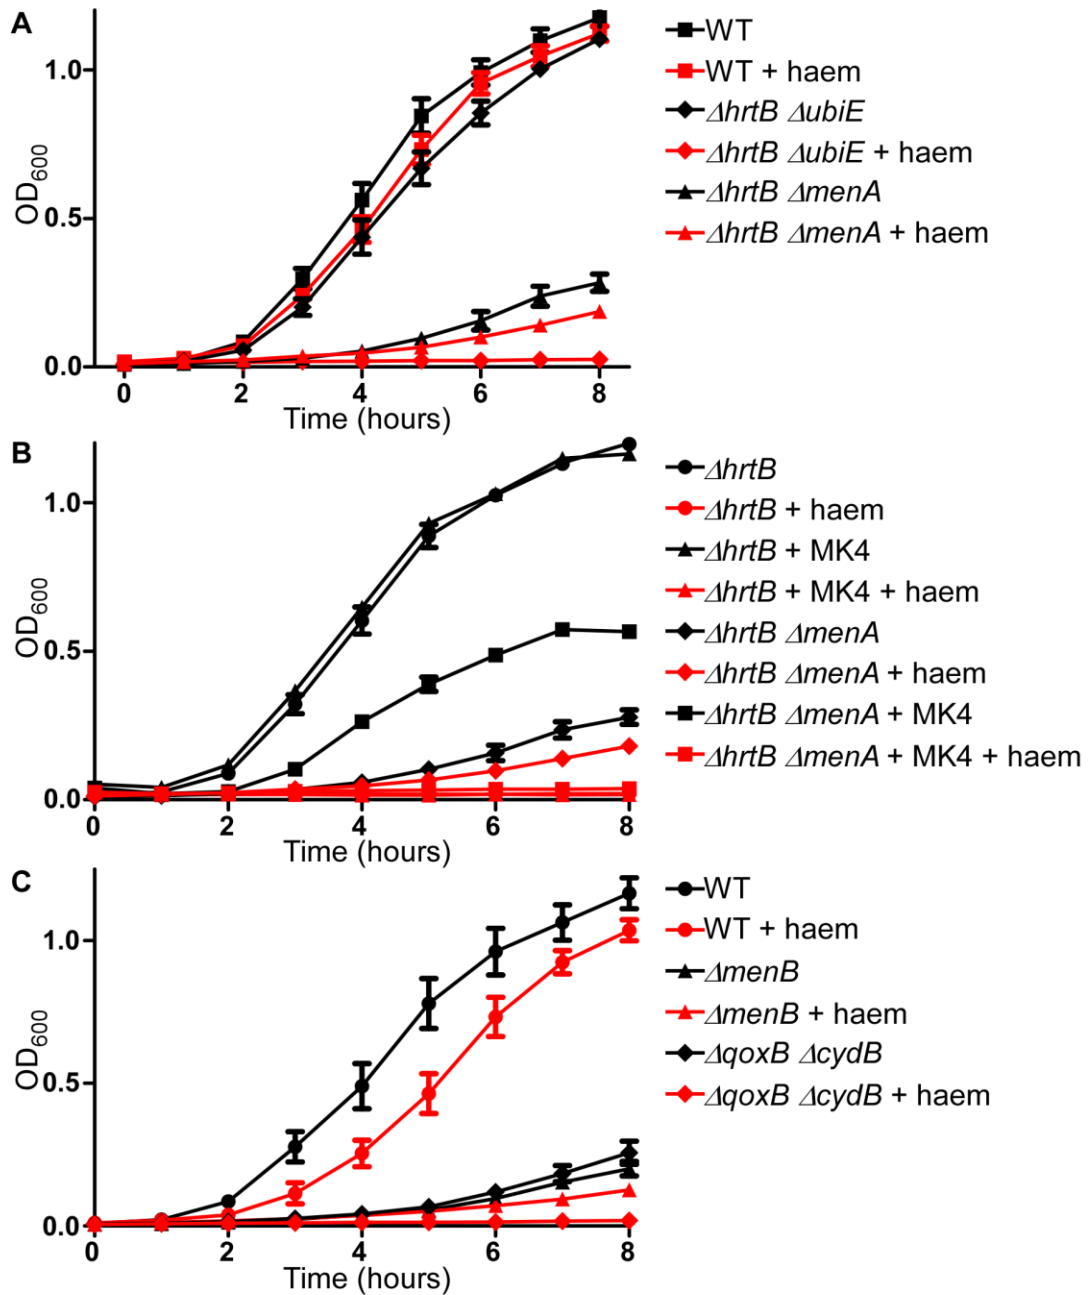 A
WT
WT + haem
ΔhrtB ΔubiE
ΔhrtB ΔubiE + haem
ΔhrtB ΔmenA
ΔhrtB ΔmenA + haem
OD600
1.0
0.5
0.0
0 2 4 6 8
Time (hours)
B
ΔhrtB
ΔhrtB + haem
ΔhrtB + MK4
ΔhrtB + MK4 + haem
ΔhrtB ΔmenA
ΔhrtB ΔmenA + haem
ΔhrtB ΔmenA + MK4
ΔhrtB ΔmenA + MK4 + haem
OD600
1.0
0.5
0.0
0 2 4 6 8
Time (hours)
C
WT
WT + haem
ΔmenB
ΔmenB + haem
ΔqoxB ΔcydB
ΔqoxB ΔcydB + haem
OD600
1.0
0.5
0.0
0 2 4 6 8
Time (hours)